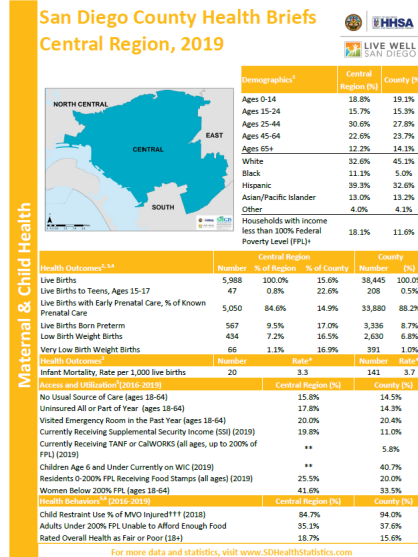 San Diego County Health Briefs
Central Region, 2019
HHSA
LIVE WELL
SAN DIEGO
Maternal & Child Health
NORTH CENTRAL
EAST
CENTRAL
SOUTH
Demographics¹ Central Region (%) County (%
Ages 0-14 18.8% 19.1%
Ages 15-24 15.7% 15.3%
Ages 25-44 30.6% 27.8%
Ages 45-64 22.6% 23.7%
Ages 65+ 12.2% 14.1%
White 32.6% 45.1%
Black 11.1% 5.0%
Hispanic 39.3% 32.6%
Asian/Pacific Islander 13.0% 13.2%
Other 4.0% 4.1%
Households with income
less than 100% Federal 18.1% 11.6%
Poverty Level (FPL)+
Central Region County
Health Outcomes Number % of Region % of County Number (%)
Live Births 5,988 100.0% 15.6% 38,445 100.0
Live Births to Teens, Ages 15-17 47 0.8% 22.6% 208 0.5%
Live Births with Early Prenatal Care, % of Known
Prenatal Care 5,050 84.6% 14.9% 33,880 88.2%
Live Births Born Preterm 567 9.5% 17.0% 3,336 8.7%
Low Birth Weight Births 434 7.2% 16.5% 2,630 6.8%
Very Low Birth Weight Births 66 1.1% 16.9% 391 1.0%
Health Outcomes Number Rate* Number Rate*
Infant Mortality, Rate per 1,000 live births 20 3.3 141 3.7
Access and Utilization (2016-2019) Central Region (%) County (%)
No Usual Source of Care (ages 18-64) 15.8% 14.5%
Uninsured All or Part of Year (ages 18-64) 17.8% 14.3%
Visited Emergency Room in the Past Year (ages 18-64) 20.0% 20.4%
Currently Receiving Supplemental Security Income (SSI) (2019) 19.8% 11.0%
Currently Receiving TANF or CalWORKS (all ages, up to 200% of
FPL) (2019) ** 5.8%
Children Age 6 and Under Currently on WIC (2019) ** 40.7%
Residents 0-200% FPL Receiving Food Stamps (all ages) (2019) 25.5% 20.0%
Women Below 200% FPL (ages 18-64) 41.6% 33.5%
Health Behaviors (2016-2019) Central Region (%) County (%)
Child Restraint Use % of MVO Injured††† (2018) 84.7% 94.0%
Adults Under 200% FPL Unable to Afford Enough Food 35.1% 37.6%
Rated Overall Health as Fair or Poor (18+) 18.7% 15.6%
For more data and statistics, visit www.SDHealthStatistics.com